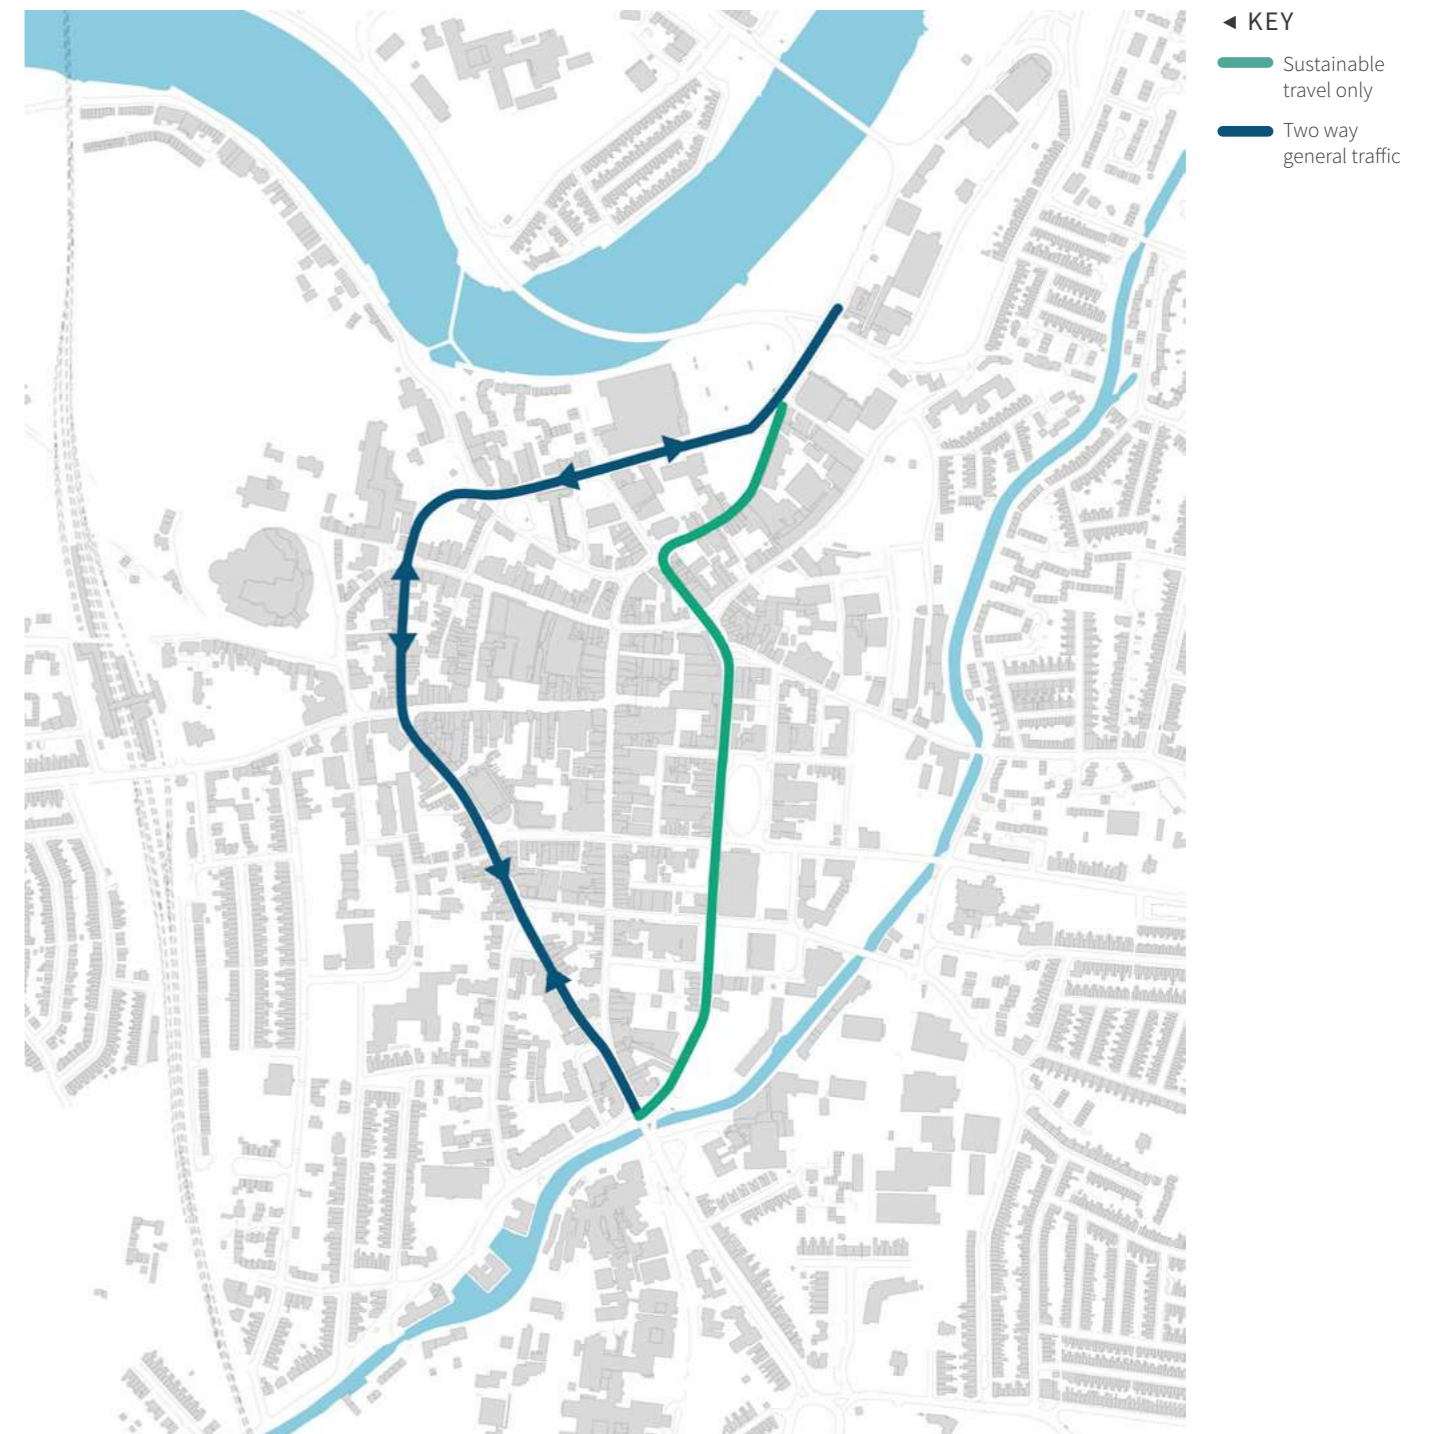 ◄ KEY
Sustainable
travel only
Two way
general traffic